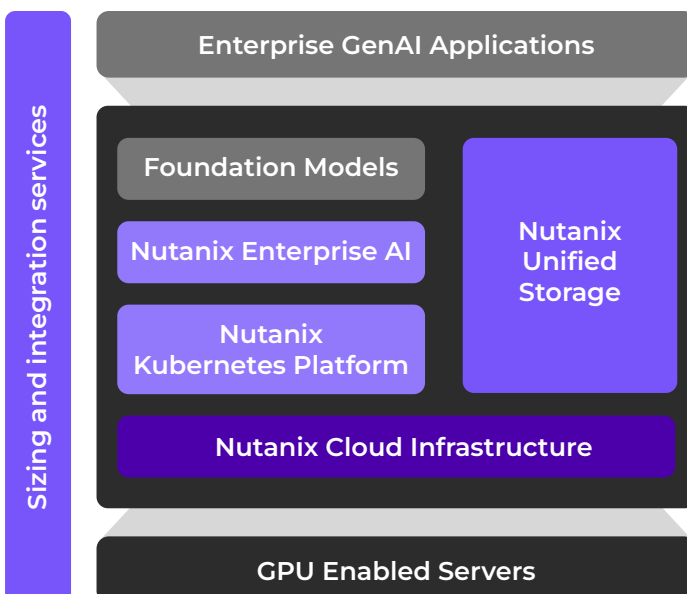 Sizing and integration services
Enterprise GenAI Applications
Foundation Models
Nutanix Enterprise AI
Nutanix
Kubernetes Platform
Nutanix
Unified
Storage
Nutanix Cloud Infrastructure
GPU Enabled Servers